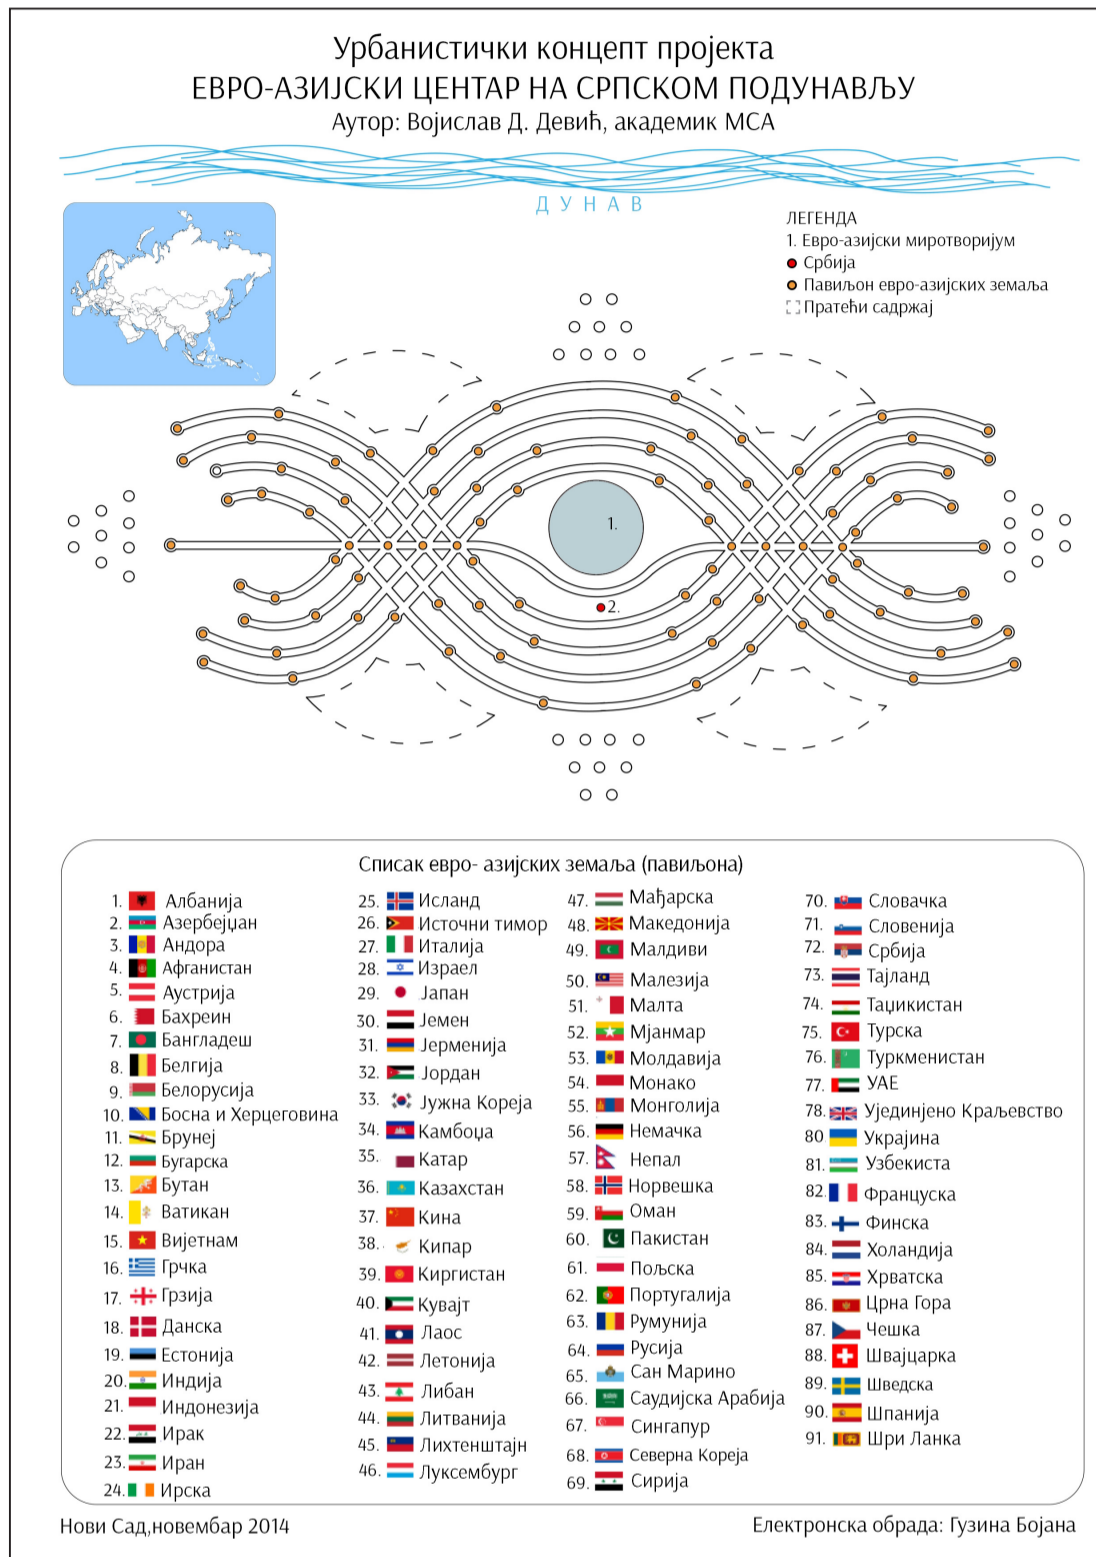 Урбанистички концепт пројекта
ЕВРО-АЗИЈСКИ ЦЕНТАР НА СРПСКОМ ПОДУНАВЉУ
Аутор: Војислав Д. Девић, академик МСА
ДУНАВ
ЛЕГЕНДА
1. Евро-азијски миротворијум
Србија
Павиљон евро-азијских земаља
Пратећи садржај
1.
2.
Списак евро- азијских земаља (павиљона)
1. Албанија
2. Азербејџан
3. Андора
4. Афганистан
5. Аустрија
6. Бахреин
7. Бангладеш
8. Белгија
9. Белорусија
10. Босна и Херцеговина
11. Брунеј
12. Бугарска
13. Бутан
14. Ватикан
15. Вијетнам
16. Грчка
17. Грзија
18. Данска
19. Естонија
20. Индија
21. Индонезија
22. Ирак
23. Иран
24. Ирска
25. Исланд
26. Источни тимор
27. Италија
28. Израел
29. Јапан
30. Јемен
31. Јерменија
32. Јордан
33. Јужна Кореја
34. Камбоџа
35. Катар
36. Казахстан
37. Кина
38. Кипар
39. Киргистан
40. Кувајт
41. Лаос
42. Летонија
43. Либан
44. Литванија
45. Лихтенштајн
46. Луксембург
47. Мађарска
48. Македонија
49. Малдиви
50. Малезија
51. Малта
52. Мјанмар
53. Молдавија
54. Монако
55. Монголија
56. Немачка
57. Непал
58. Норвешка
59. Оман
60. Пакистан
61. Пољска
62. Португалија
63. Румунија
64. Русија
65. Сан Марино
66. Саудијска Арабија
67. Сингапур
68. Северна Кореја
69. Сирија
70. Словачка
71. Словенија
72. Србија
73. Тајланд
74. Таџикистан
75. Турска
76. Туркменистан
77. УАЕ
78. Уједињено Краљевство
80. Украјина
81. Узбекиста
82. Француска
83. Финска
84. Холандија
85. Хрватска
86. Црна Гора
87. Чешка
88. Швајцарка
89. Шведска
90. Шпанија
91. Шри Ланка
Нови Сад,новембар 2014
Електронска обрада: Гузина Бојана